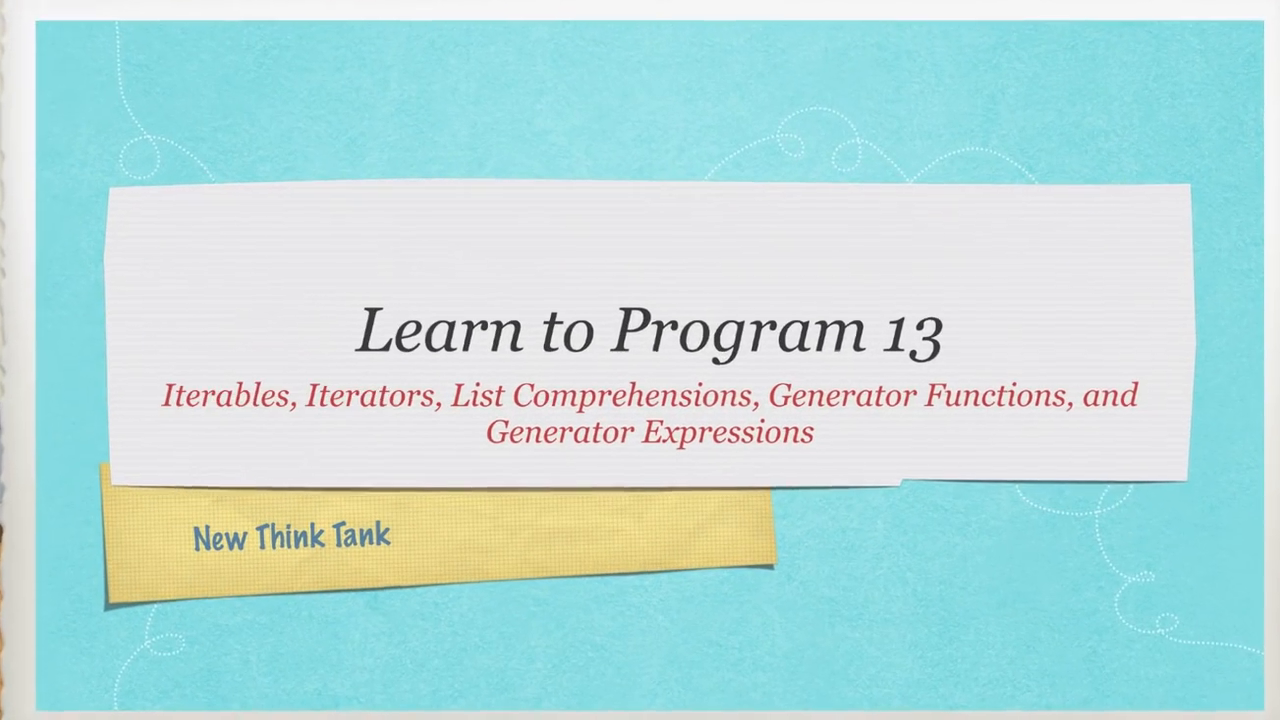 Learn to Program 13
Iterables, Iterators, List Comprehensions, Generator Functions, and
Generator Expressions
New Think Tank